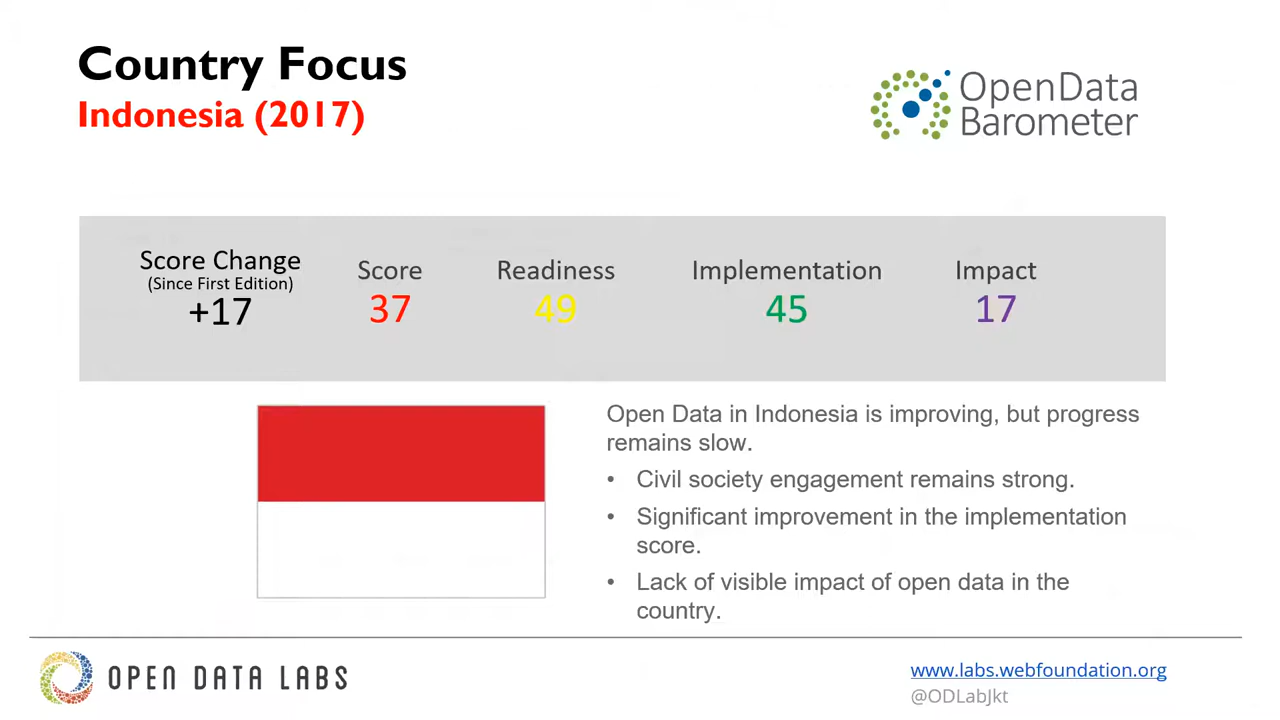 Country Focus
Indonesia (2017)
OpenData
Barometer
Score Change
(Since First Edition)
+17
Score
37
Readiness
49
Implementation
45
Impact
17
Open Data in Indonesia is improving, but progress
remains slow.
• Civil society engagement remains strong.
• Significant improvement in the implementation
score.
• Lack of visible impact of open data in the
country.
OPEN DATA LABS
www.labs.webfoundation.org
@ODLabJkt